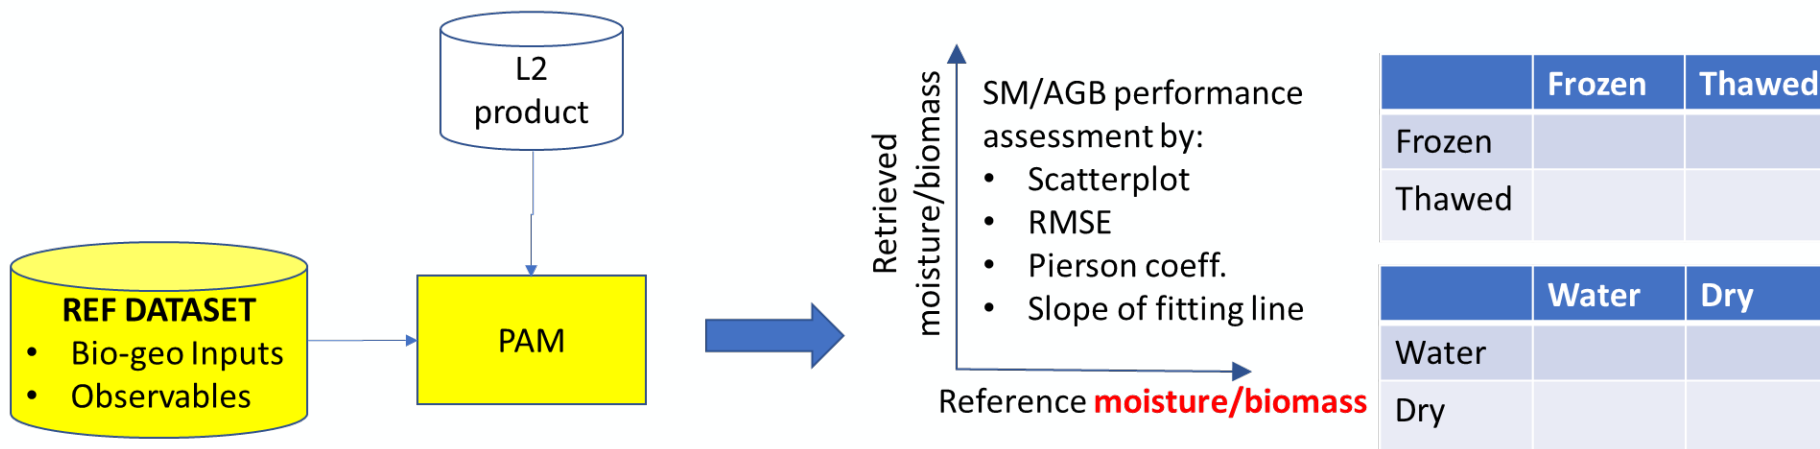 L2
product
REF DATASET
• Bio-geo Inputs
• Observables
PAM
Retrieved
moisture/biomass
SM/AGB performance
assessment by:
• Scatterplot
• RMSE
• Pierson coeff.
• Slope of fitting line
Reference moisture/biomass
Frozen Thawed
Frozen
Thawed
Water Dry
Water
Dry